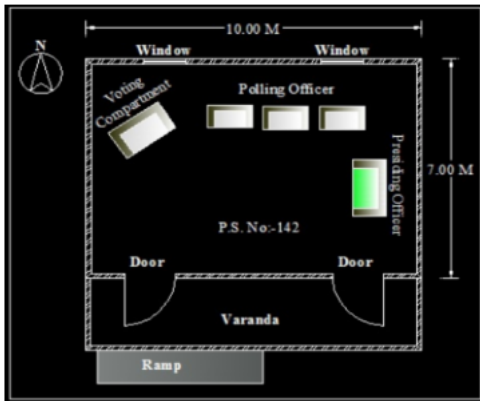 10.00 M
N
Window
Window
Voting
Compartment
Polling Officer
Presiding Officer
7.00 M
P.S. No:-142
Door
Door
Varanda
Ramp